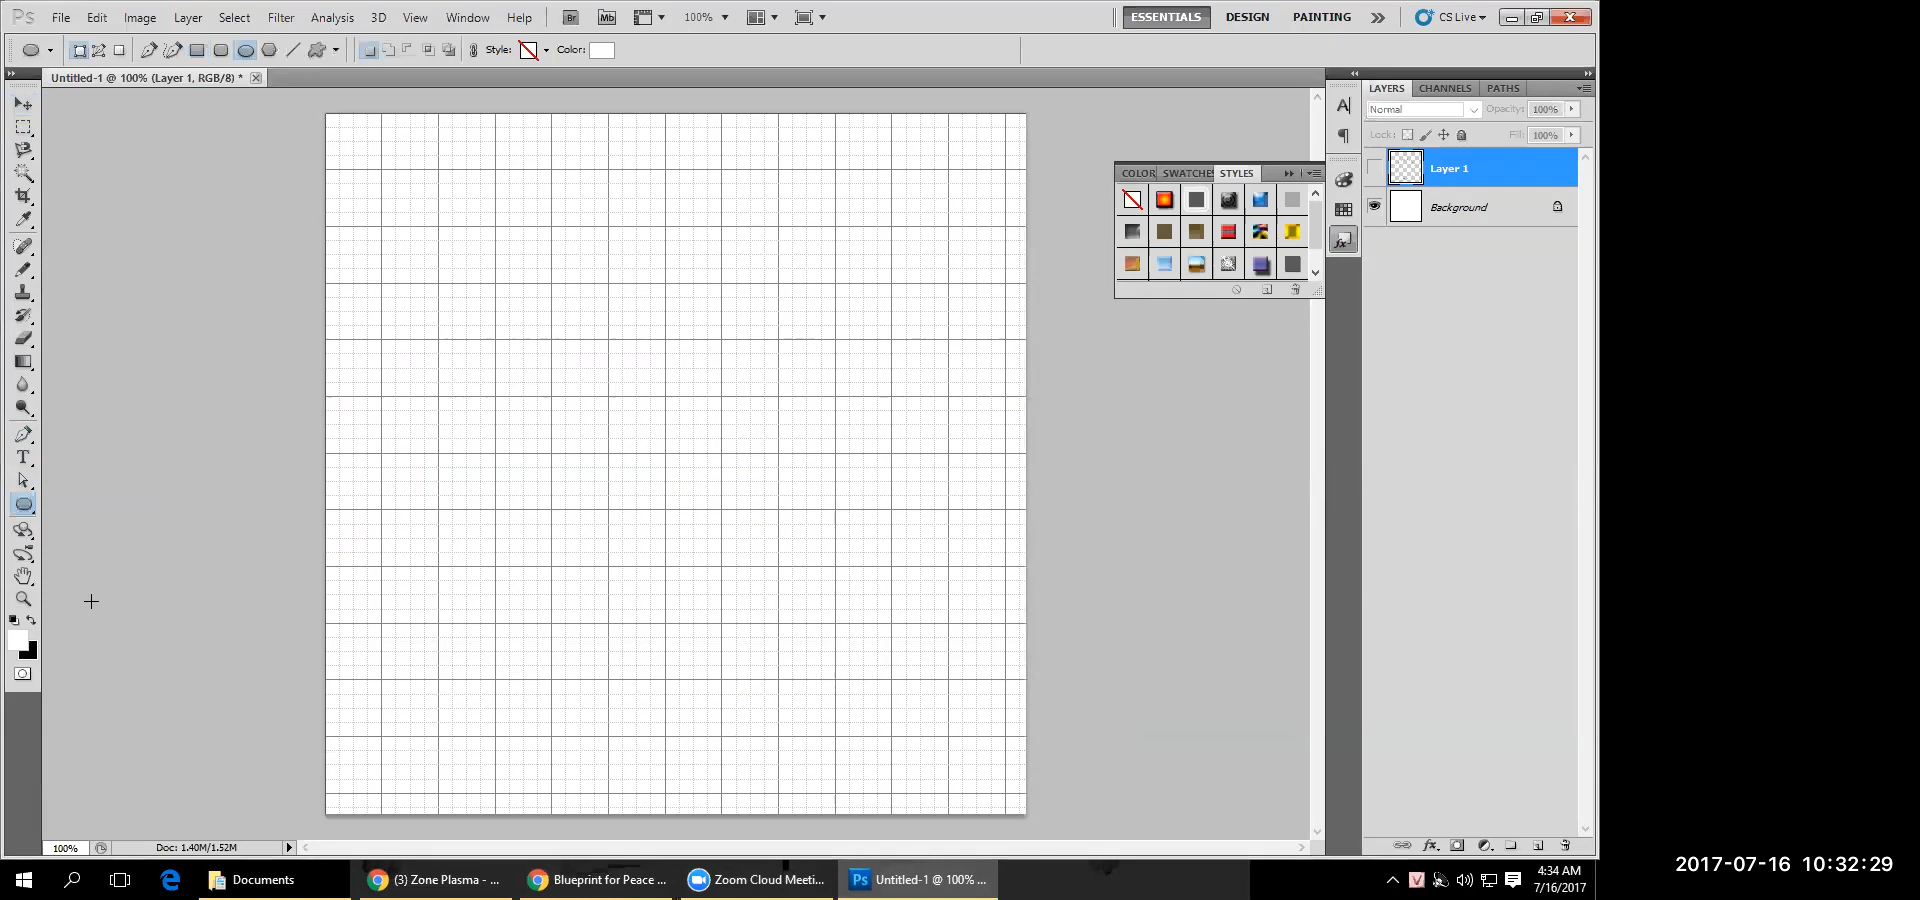 Ps File Edit Image Layer Select Filter Analysis 3D View Window Help Br Mb 100% ESSENTIALS DESIGN PAINTING CS Live
Style: Color:
Untitled-1 @ 100% (Layer 1, RGB/8) *
LAYERS CHANNELS PATHS
Normal Opacity: 100%
Lock: Fill: 100%
COLOR SWATCHES STYLES
Layer 1
Background
T
100% Doc: 1.40M/1.52M
Documents (3) Zone Plasma - ... Blueprint for Peace ... Zoom Cloud Meeti... Ps Untitled-1 @ 100% ...
4:34 AM
7/16/2017
2017-07-16 10:32:29